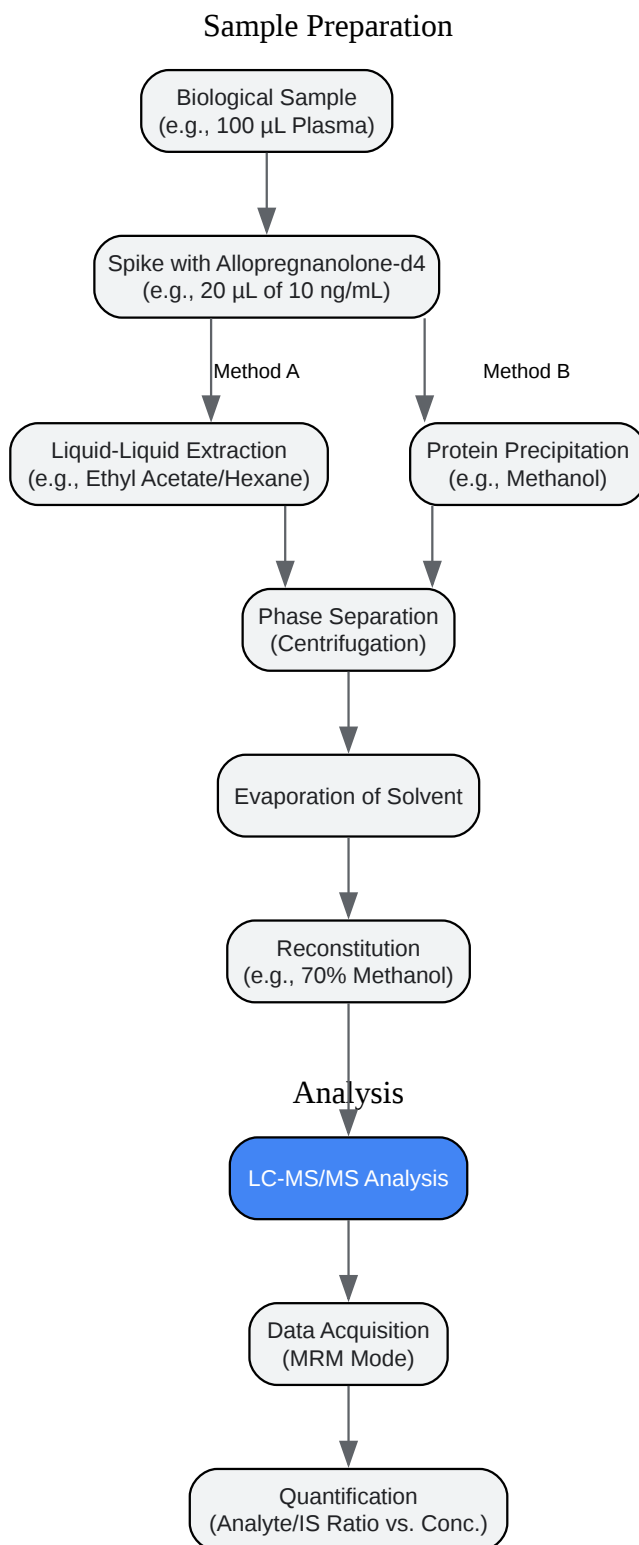 Sample Preparation
Biological Sample
(e.g., 100 µL Plasma)
Spike with Allopregnanolone-d4
(e.g., 20 µL of 10 ng/mL)
Method A
Method B
Liquid-Liquid Extraction
(e.g., Ethyl Acetate/Hexane)
Protein Precipitation
(e.g., Methanol)
Phase Separation
(Centrifugation)
Evaporation of Solvent
Reconstitution
(e.g., 70% Methanol)
Analysis
LC-MS/MS Analysis
Data Acquisition
(MRM Mode)
Quantification
(Analyte/IS Ratio vs. Conc.)